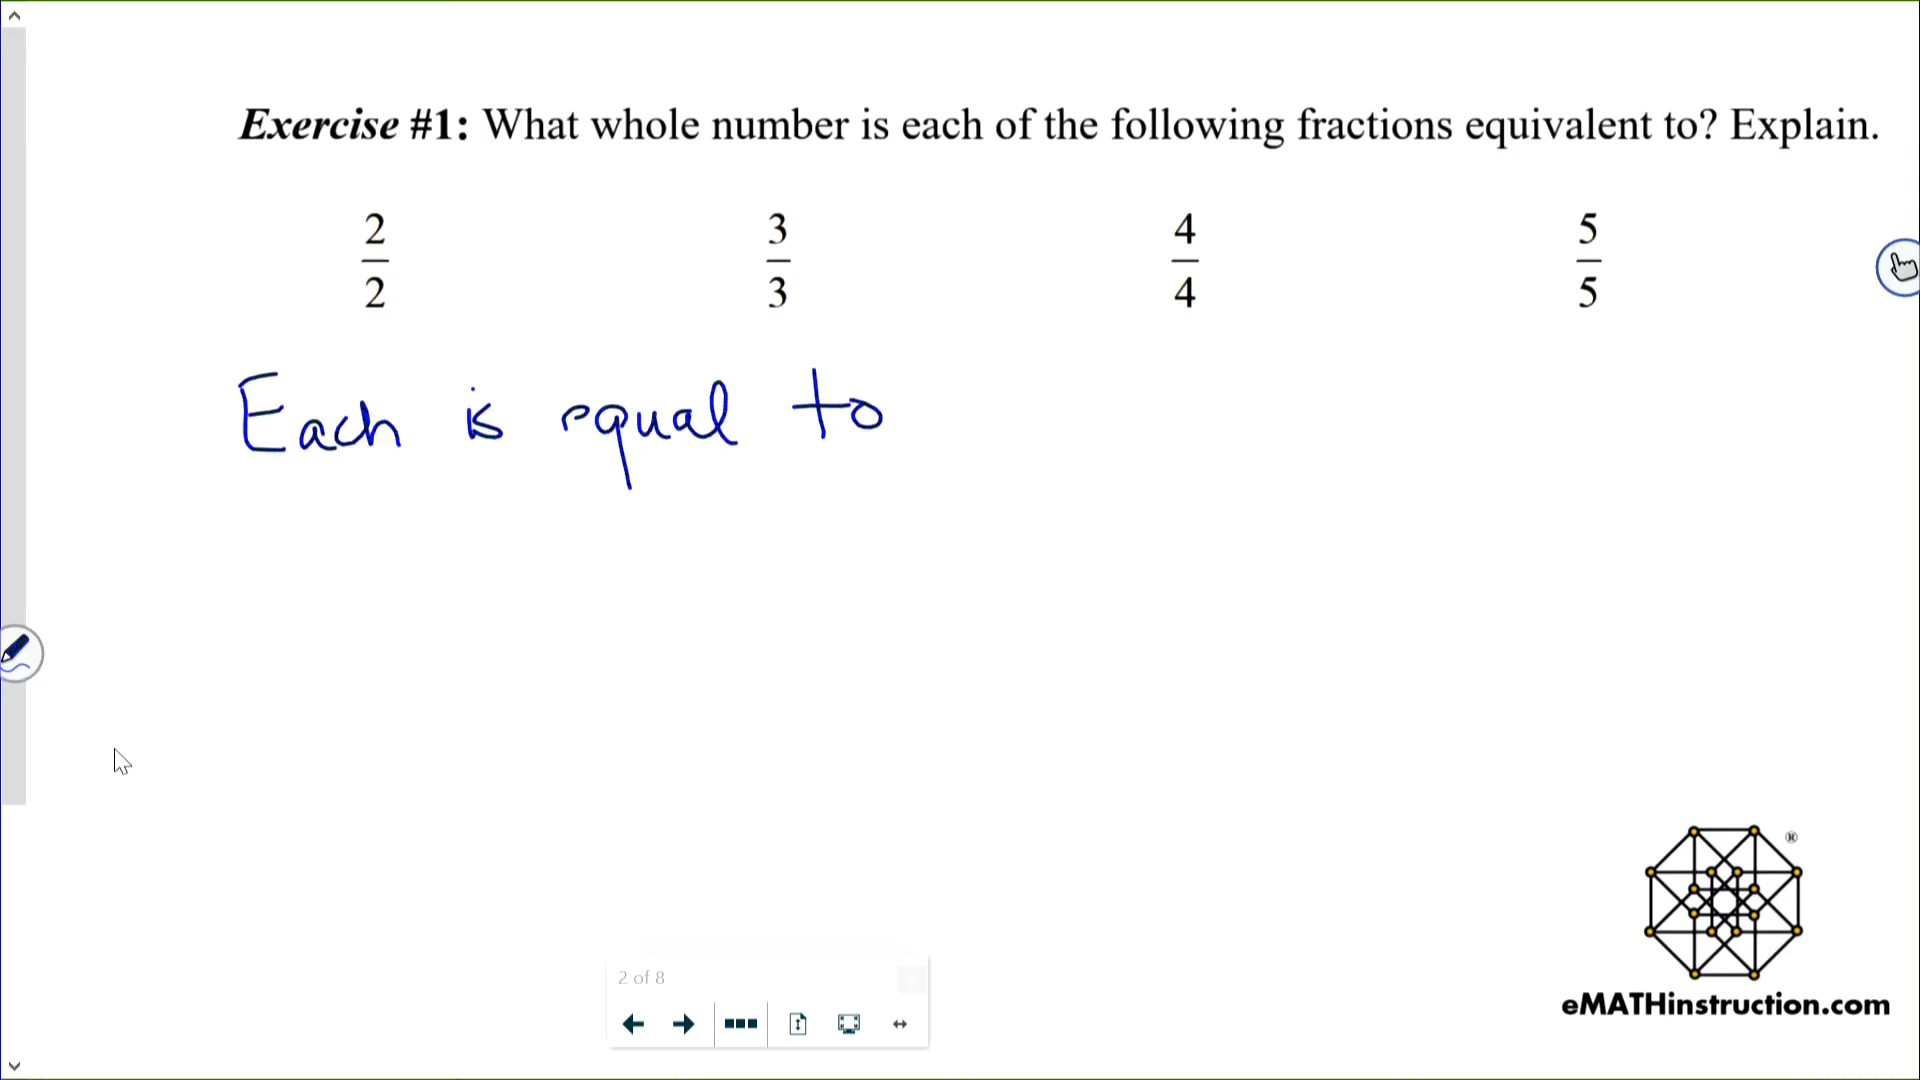 Exercise #1: What whole number is each of the following fractions equivalent to? Explain.
2/2 3/3 4/4 5/5
Each is equal to
2 of 8
®
eMATHinstruction.com